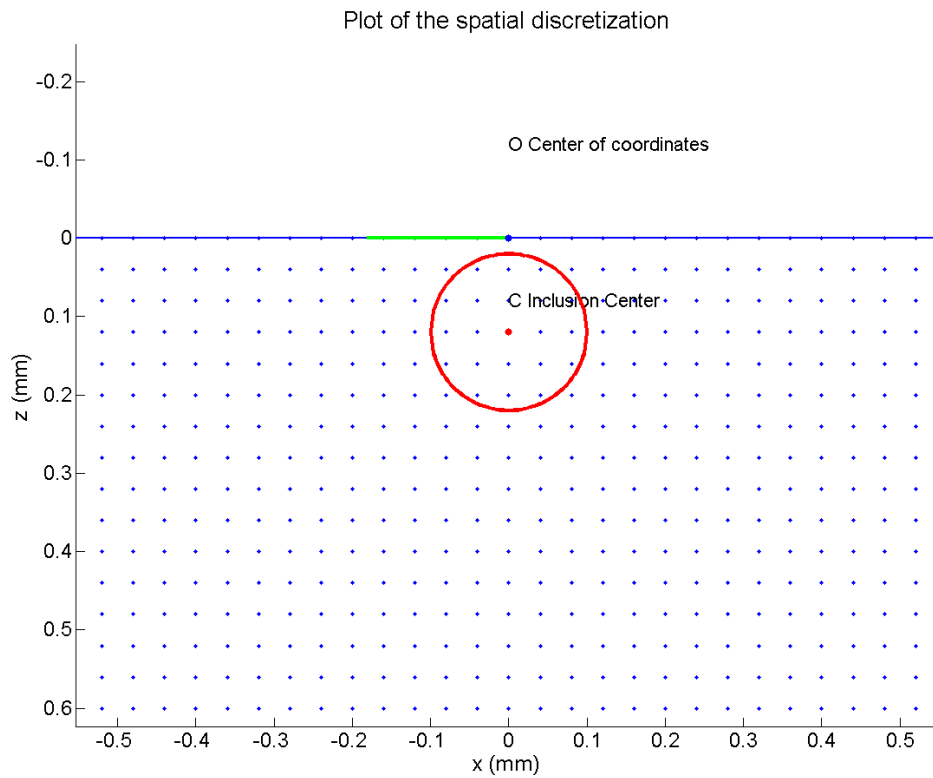 Plot of the spatial discretization
-0.2
-0.1
0
0.1
0.2
0.3
0.4
0.5
0.6
z (mm)
O Center of coordinates
C Inclusion Center
-0.5 -0.4 -0.3 -0.2 -0.1 0 0.1 0.2 0.3 0.4 0.5
x (mm)